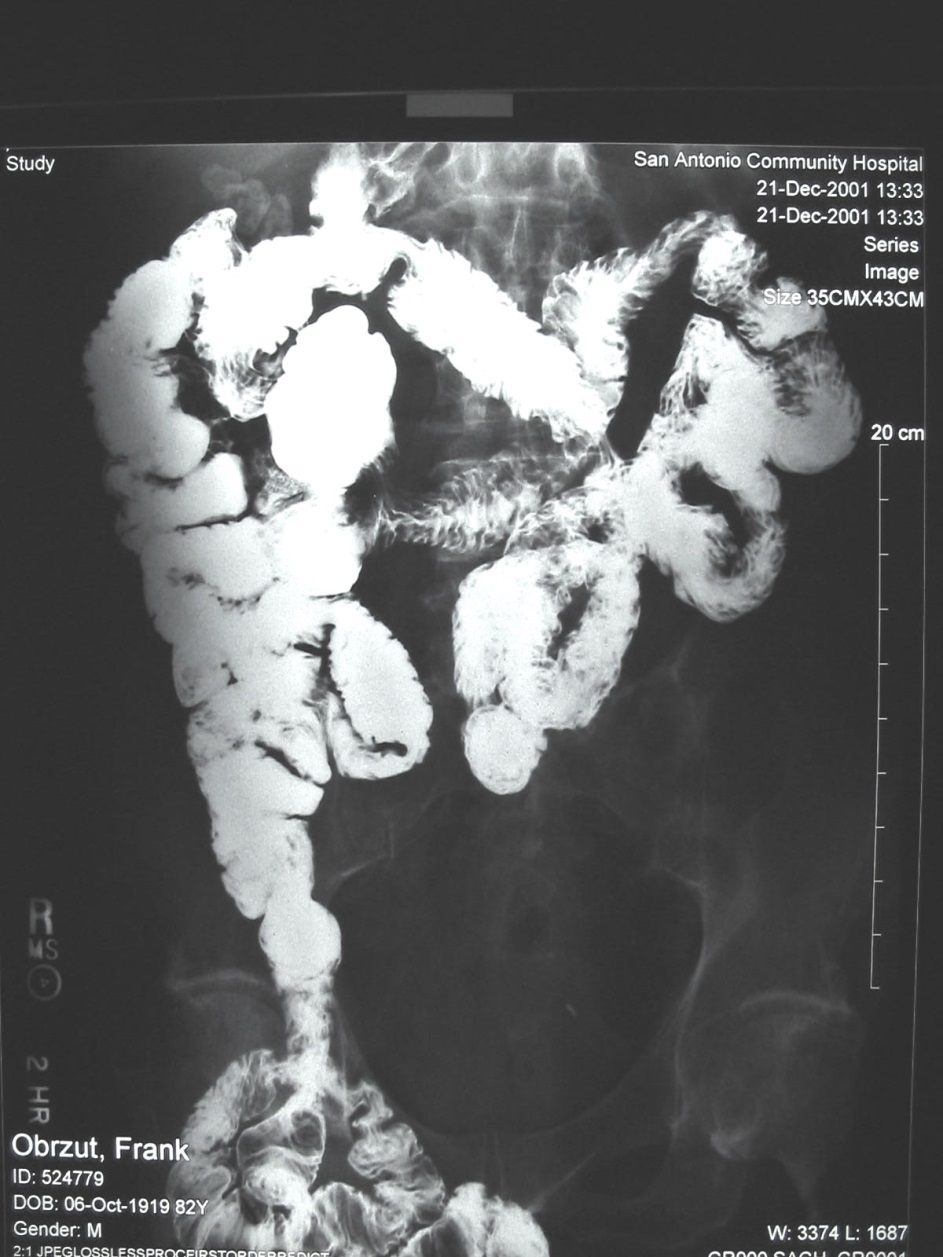 Study
San Antonio Community Hospital
21-Dec-2001 13:33
21-Dec-2001 13:33
Series
Image
Size 35CMX43CM
20 cm
R
MS
2 HR
Obrzut, Frank
ID: 524779
DOB: 06-Oct-1919 82Y
Gender: M
W: 3374 L: 1687